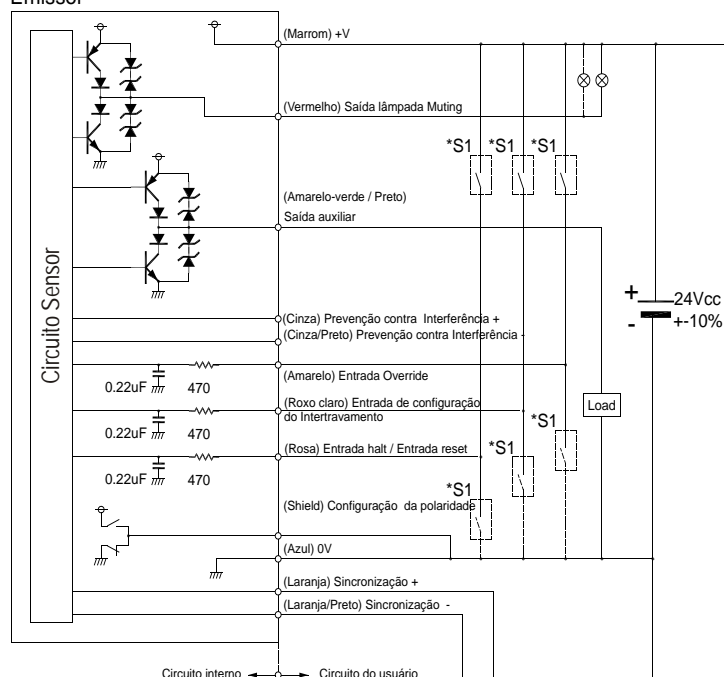 Emissor
(Marrom) +V
(Vermelho) Saída lâmpada Muting
*S1 *S1 *S1
(Amarelo-verde / Preto)
Saída auxiliar
Circuito Sensor
+ 24Vcc
- +-10%
(Cinza) Prevenção contra Interferência +
(Cinza/Preto) Prevenção contra Interferência -
(Amarelo) Entrada Override
0.22uF 470
(Roxo claro) Entrada de configuração
do Intertravamento
Load
*S1
0.22uF 470
(Rosa) Entrada halt / Entrada reset
*S1
0.22uF 470
*S1
(Shield) Configuração da polaridade
(Azul) 0V
(Laranja) Sincronização +
(Laranja/Preto) Sincronização -
Circuito interno Circuito do usuário